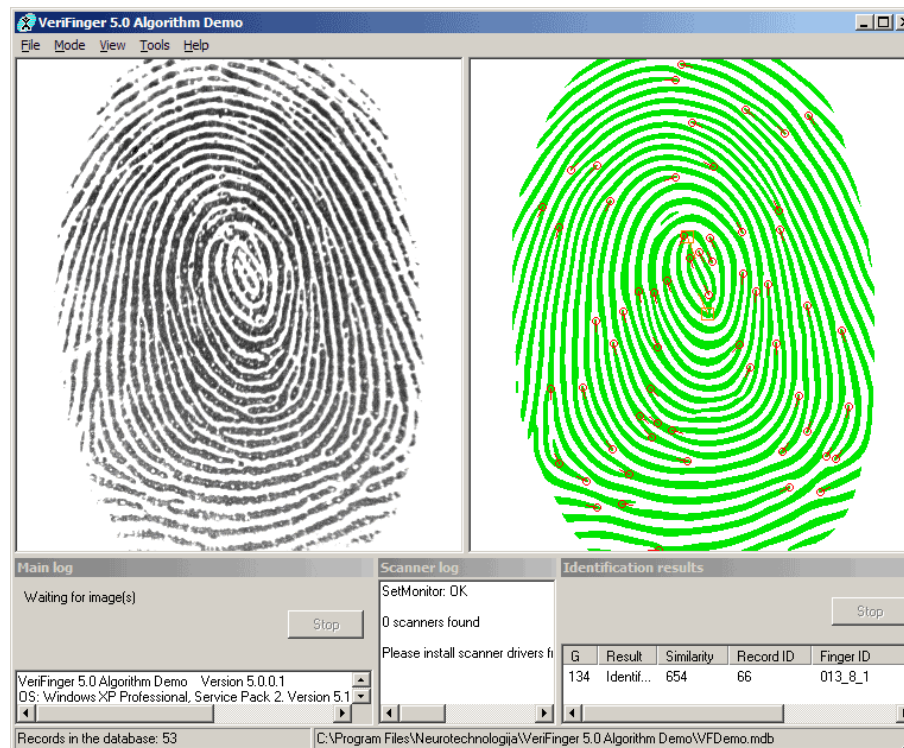 VeriFinger 5.0 Algorithm Demo
File Mode View Tools Help
Main log
Waiting for image(s)
Stop
VeriFinger 5.0 Algorithm Demo Version 5.0.0.1
OS: Windows XP Professional, Service Pack 2. Version 5.1
Records in the database: 53
Scanner log
SetMonitor: OK
0 scanners found
Please install scanner drivers
Identification results
Stop
G Result Similarity Record ID Finger ID
134 Identif... 654 66 013_8_1
C:\Program Files\Neurotechnologija\VeriFinger 5.0 Algorithm Demo\VFDemo.mdb